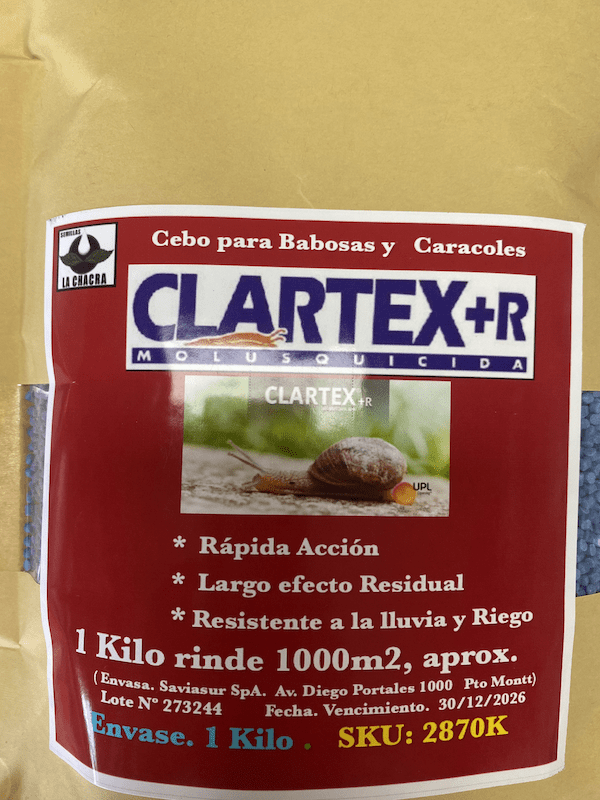 Cebo para Babosas y Caracoles
SEMILLAS
LA CHACRA
CLARTEX+R
MOLUSQUICIDA
CLARTEX+R
UPL
* Rápida Acción
* Largo efecto Residual
* Resistente a la lluvia y Riego
1 Kilo rinde 1000m2, aprox.
( Envasa. Saviasur SpA. Av. Diego Portales 1000 Pto Montt)
Lote Nº 273244 Fecha. Vencimiento. 30/12/2026
Envase. 1 Kilo . SKU: 2870K